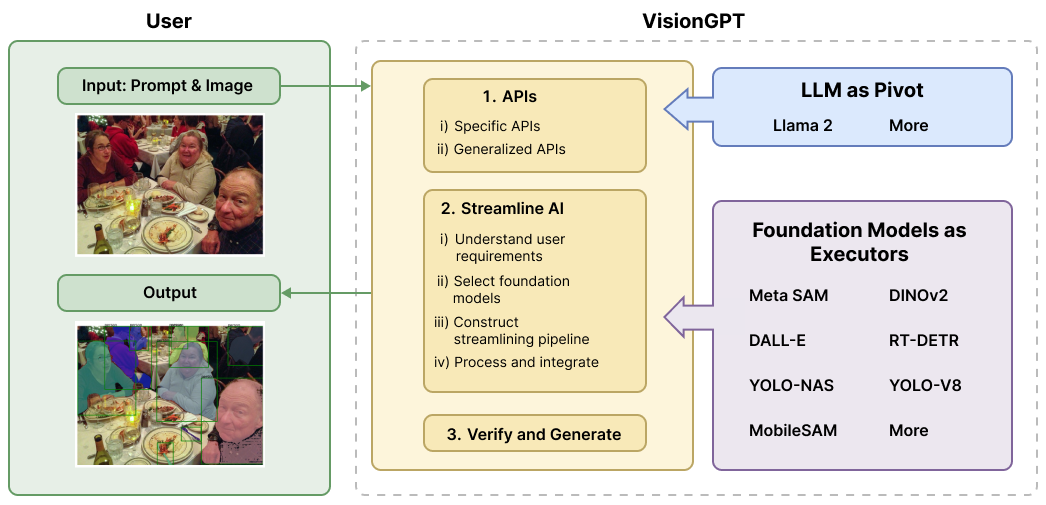 User
VisionGPT
Input: Prompt & Image
Output
1. APIs
i) Specific APIs
ii) Generalized APIs
2. Streamline AI
i) Understand user
requirements
ii) Select foundation
models
iii) Construct
streamlining pipeline
iv) Process and integrate
3. Verify and Generate
LLM as Pivot
Llama 2 More
Foundation Models as
Executors
Meta SAM DINOv2
DALL-E RT-DETR
YOLO-NAS YOLO-V8
MobileSAM More